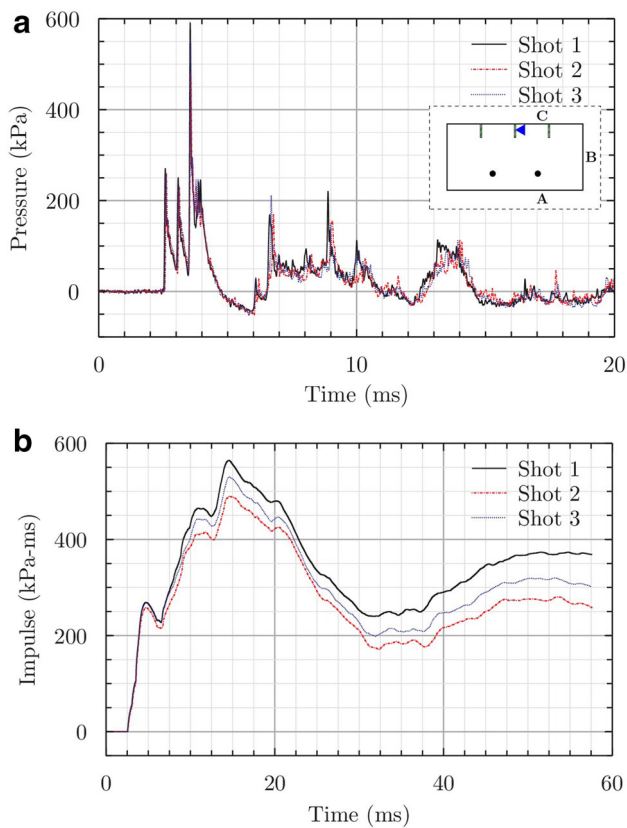 a
600
400
200
0
Pressure (kPa)
Shot 1
Shot 2
Shot 3
C
B
A
0
10
20
Time (ms)
b
600
400
200
0
Impulse (kPa-ms)
Shot 1
Shot 2
Shot 3
0
20
40
60
Time (ms)